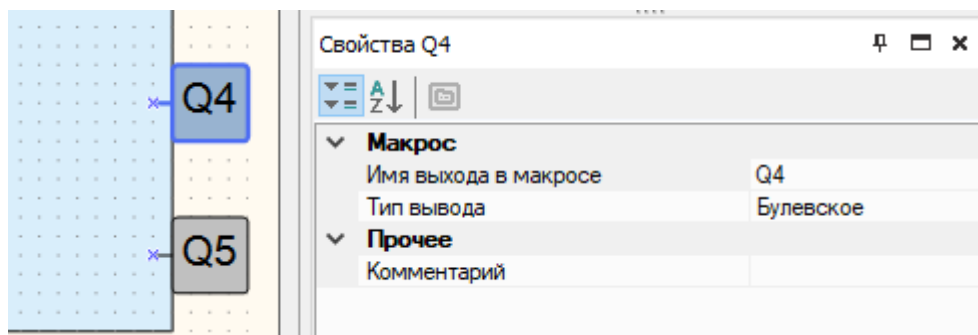 Q4
Q5
Свойства Q4
Макрос
Имя выхода в макросе Q4
Тип вывода Булевское
Прочее
Комментарий